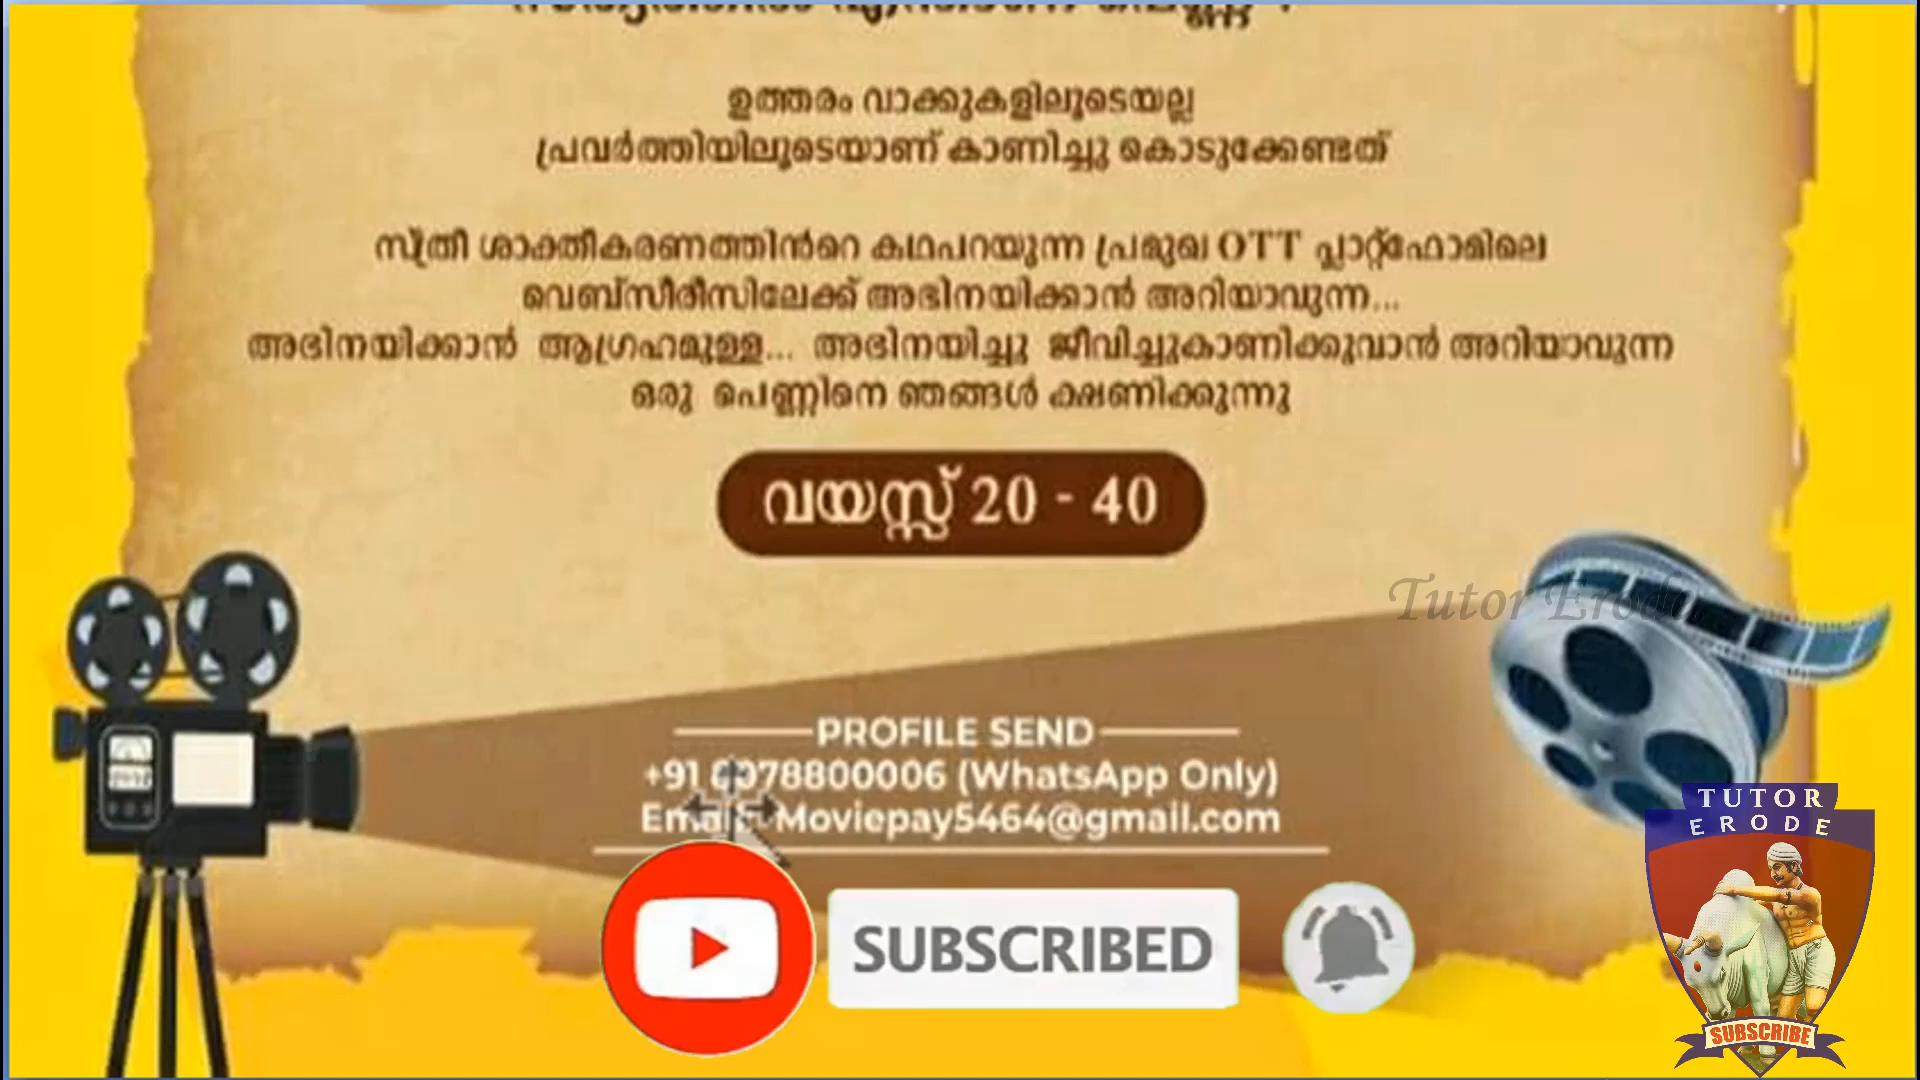 ഉത്തരം വാക്കുകളിലൂടെയല്ല
പ്രവർത്തിയിലൂടെയാണ് കാണിച്ചു കൊടുക്കേണ്ടത്
സ്ത്രീ ശാക്തീകരണത്തിൻറെ കഥപറയുന്ന പ്രമുഖ OTT പ്ലാറ്റ്ഫോമിലെ
വെബ്സീരീസിലേക്ക് അഭിനയിക്കാൻ അറിയാവുന്ന...
അഭിനയിക്കാൻ ആഗ്രഹമുള്ള... അഭിനയിച്ചു ജീവിച്ചുകാണിക്കുവാൻ അറിയാവുന്ന
ഒരു പെണ്ണിനെ ഞങ്ങൾ ക്ഷണിക്കുന്നു
വയസ്സ് 20 - 40
Tutor Erode
PROFILE SEND
+91 (WhatsApp Only)
Moviepay5464@gmail.com
TUTOR
ERODE
SUBSCRIBED
SUBSCRIBE